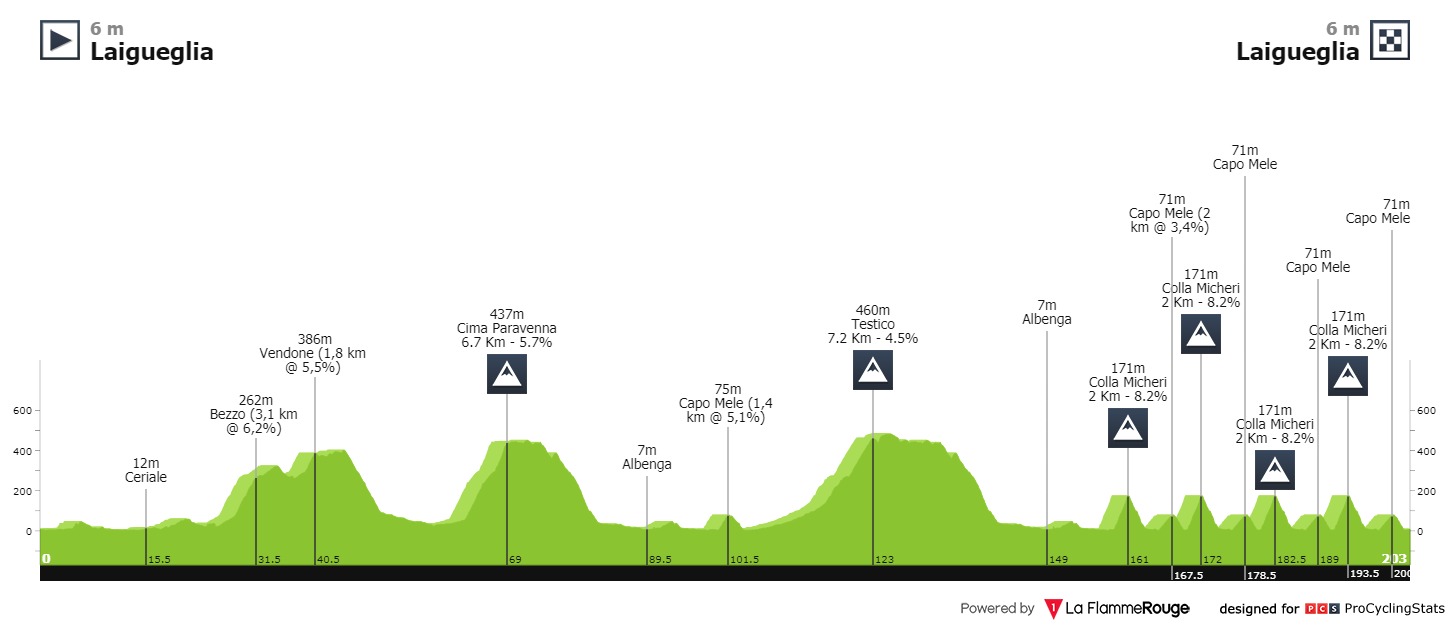 6 m
Laigueglia
6 m
Laigueglia
71m
Capo Mele
71m
Capo Mele (2
km @ 3,4%)
71m
Capo Mele
71m
Capo Mele
171m
Colla Micheri
2 Km - 8.2%
7m
Albenga
437m
Cima Paravenna
6.7 Km - 5.7%
460m
Testico
7.2 Km - 4.5%
171m
Colla Micheri
2 Km - 8.2%
386m
Vendone (1,8 km
@ 5,5%)
171m
Colla Micheri
2 Km - 8.2%
75m
Capo Mele (1,4
km @ 5,1%)
262m
Bezzo (3,1 km
@ 6,2%)
171m
Colla Micheri
2 Km - 8.2%
7m
Albenga
12m
Ceriale
600
400
200
0
600
400
200
0
0
15.5
31.5
40.5
69
89.5
101.5
123
149
161
172
182.5
189
203
167.5
178.5
193.5
200
Powered by
1
La FlammeRouge
designed for
PCS
ProCyclingStats